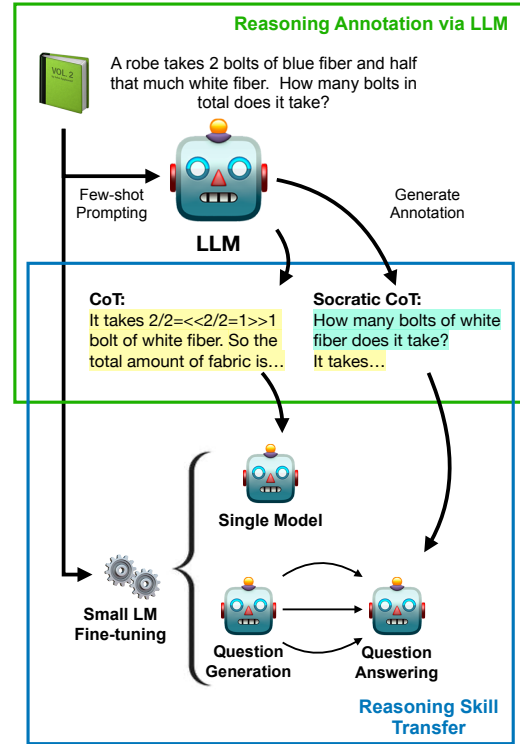 Reasoning Annotation via LLM
VOL. 2
A robe takes 2 bolts of blue fiber and half
that much white fiber. How many bolts in
total does it take?
Few-shot
Prompting
LLM
Generate
Annotation
CoT:
It takes 2/2=<<2/2=1>>1
bolt of white fiber. So the
total amount of fabric is…
Socratic CoT:
How many bolts of white
fiber does it take?
It takes…
Single Model
Small LM
Fine-tuning
Question
Generation
Question
Answering
Reasoning Skill
Transfer